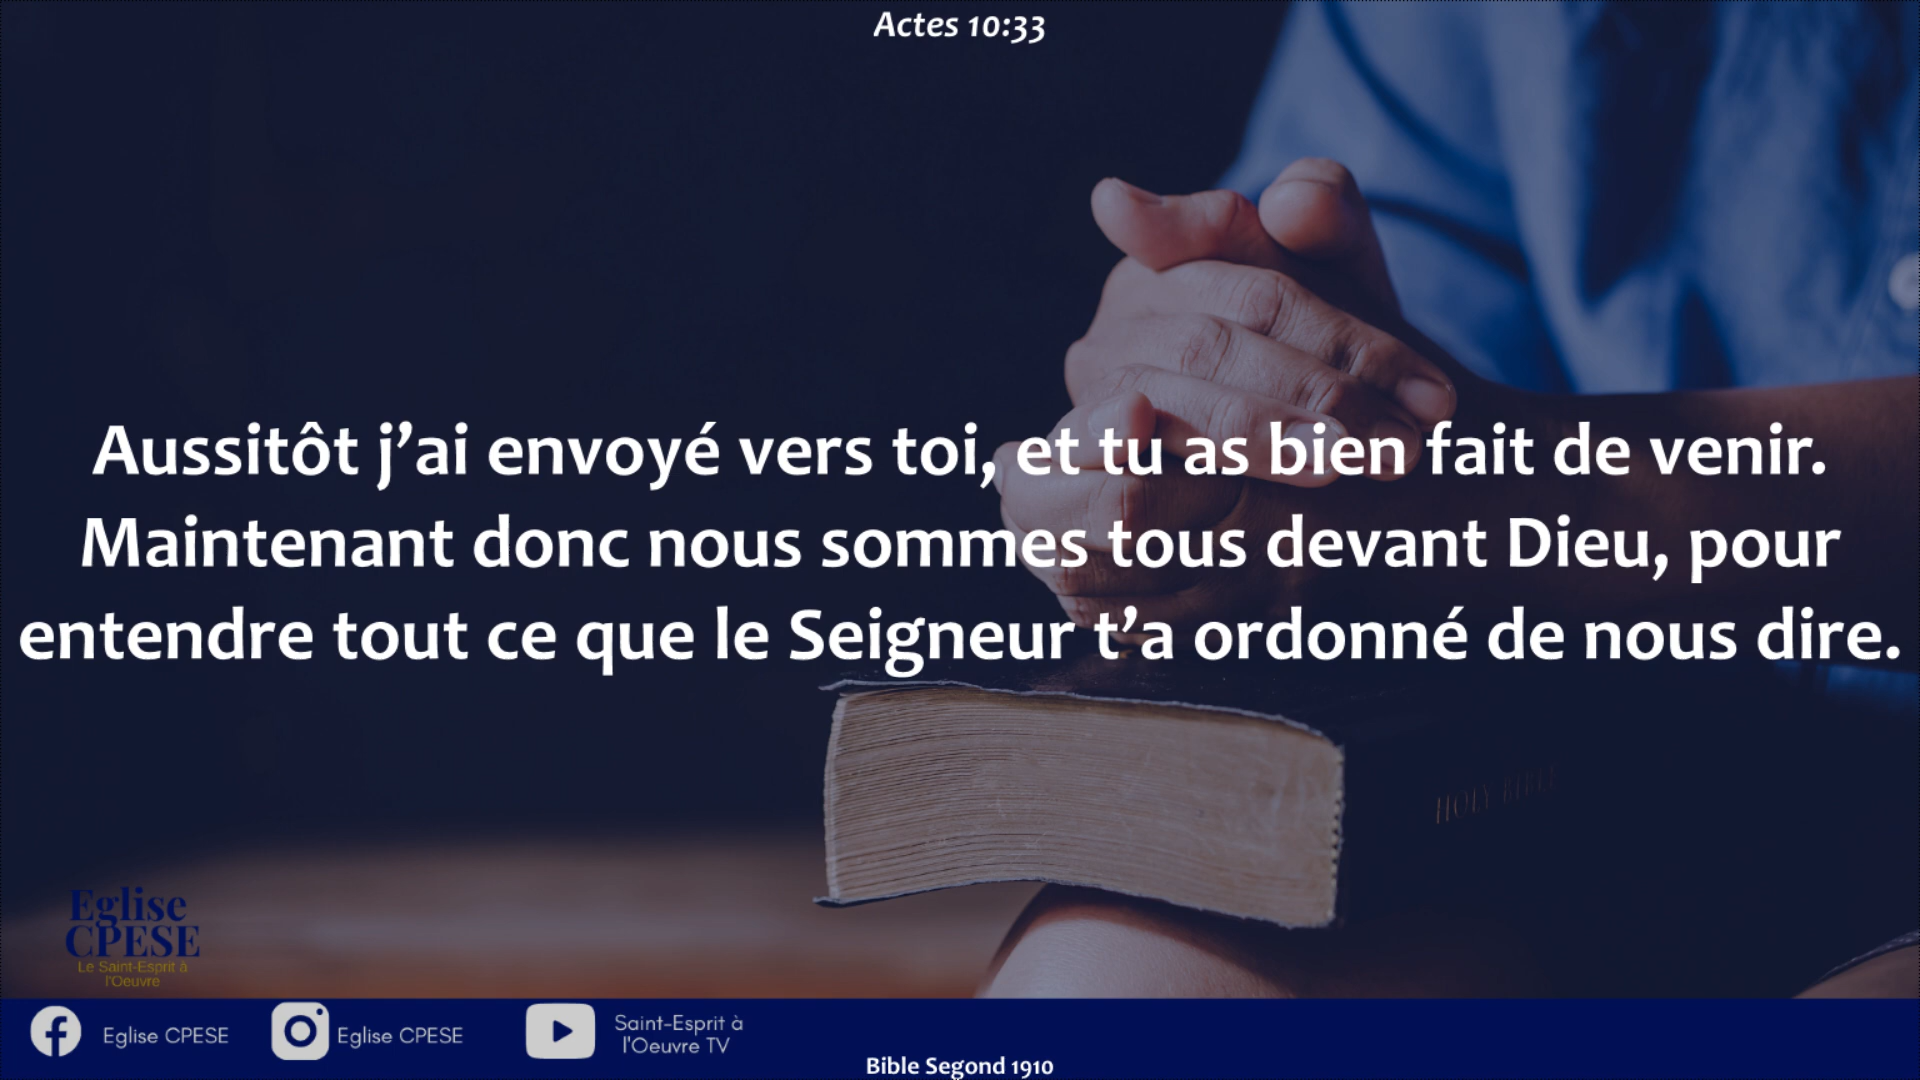 Actes 10:33
Aussitôt j’ai envoyé vers toi, et tu as bien fait de venir.
Maintenant donc nous sommes tous devant Dieu, pour
entendre tout ce que le Seigneur t’a ordonné de nous dire.
HOLY BIBLE
Eglise
CPESE
Le Saint-Esprit à
l'Oeuvre
Eglise CPESE
Eglise CPESE
Saint-Esprit à
l'Oeuvre TV
Bible Segond 1910